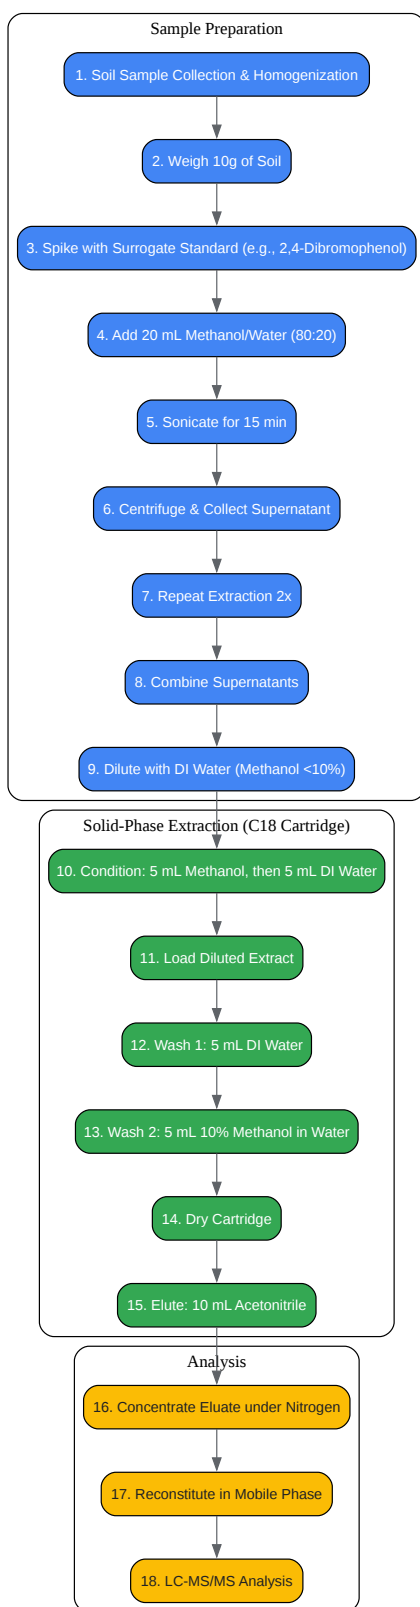 Sample Preparation
1. Soil Sample Collection & Homogenization
2. Weigh 10g of Soil
3. Spike with Surrogate Standard (e.g., 2,4-Dibromophenol)
4. Add 20 mL Methanol/Water (80:20)
5. Sonicate for 15 min
6. Centrifuge & Collect Supernatant
7. Repeat Extraction 2x
8. Combine Supernatants
9. Dilute with DI Water (Methanol <10%)
Solid-Phase Extraction (C18 Cartridge)
10. Condition: 5 mL Methanol, then 5 mL DI Water
11. Load Diluted Extract
12. Wash 1: 5 mL DI Water
13. Wash 2: 5 mL 10% Methanol in Water
14. Dry Cartridge
15. Elute: 10 mL Acetonitrile
Analysis
16. Concentrate Eluate under Nitrogen
17. Reconstitute in Mobile Phase
18. LC-MS/MS Analysis